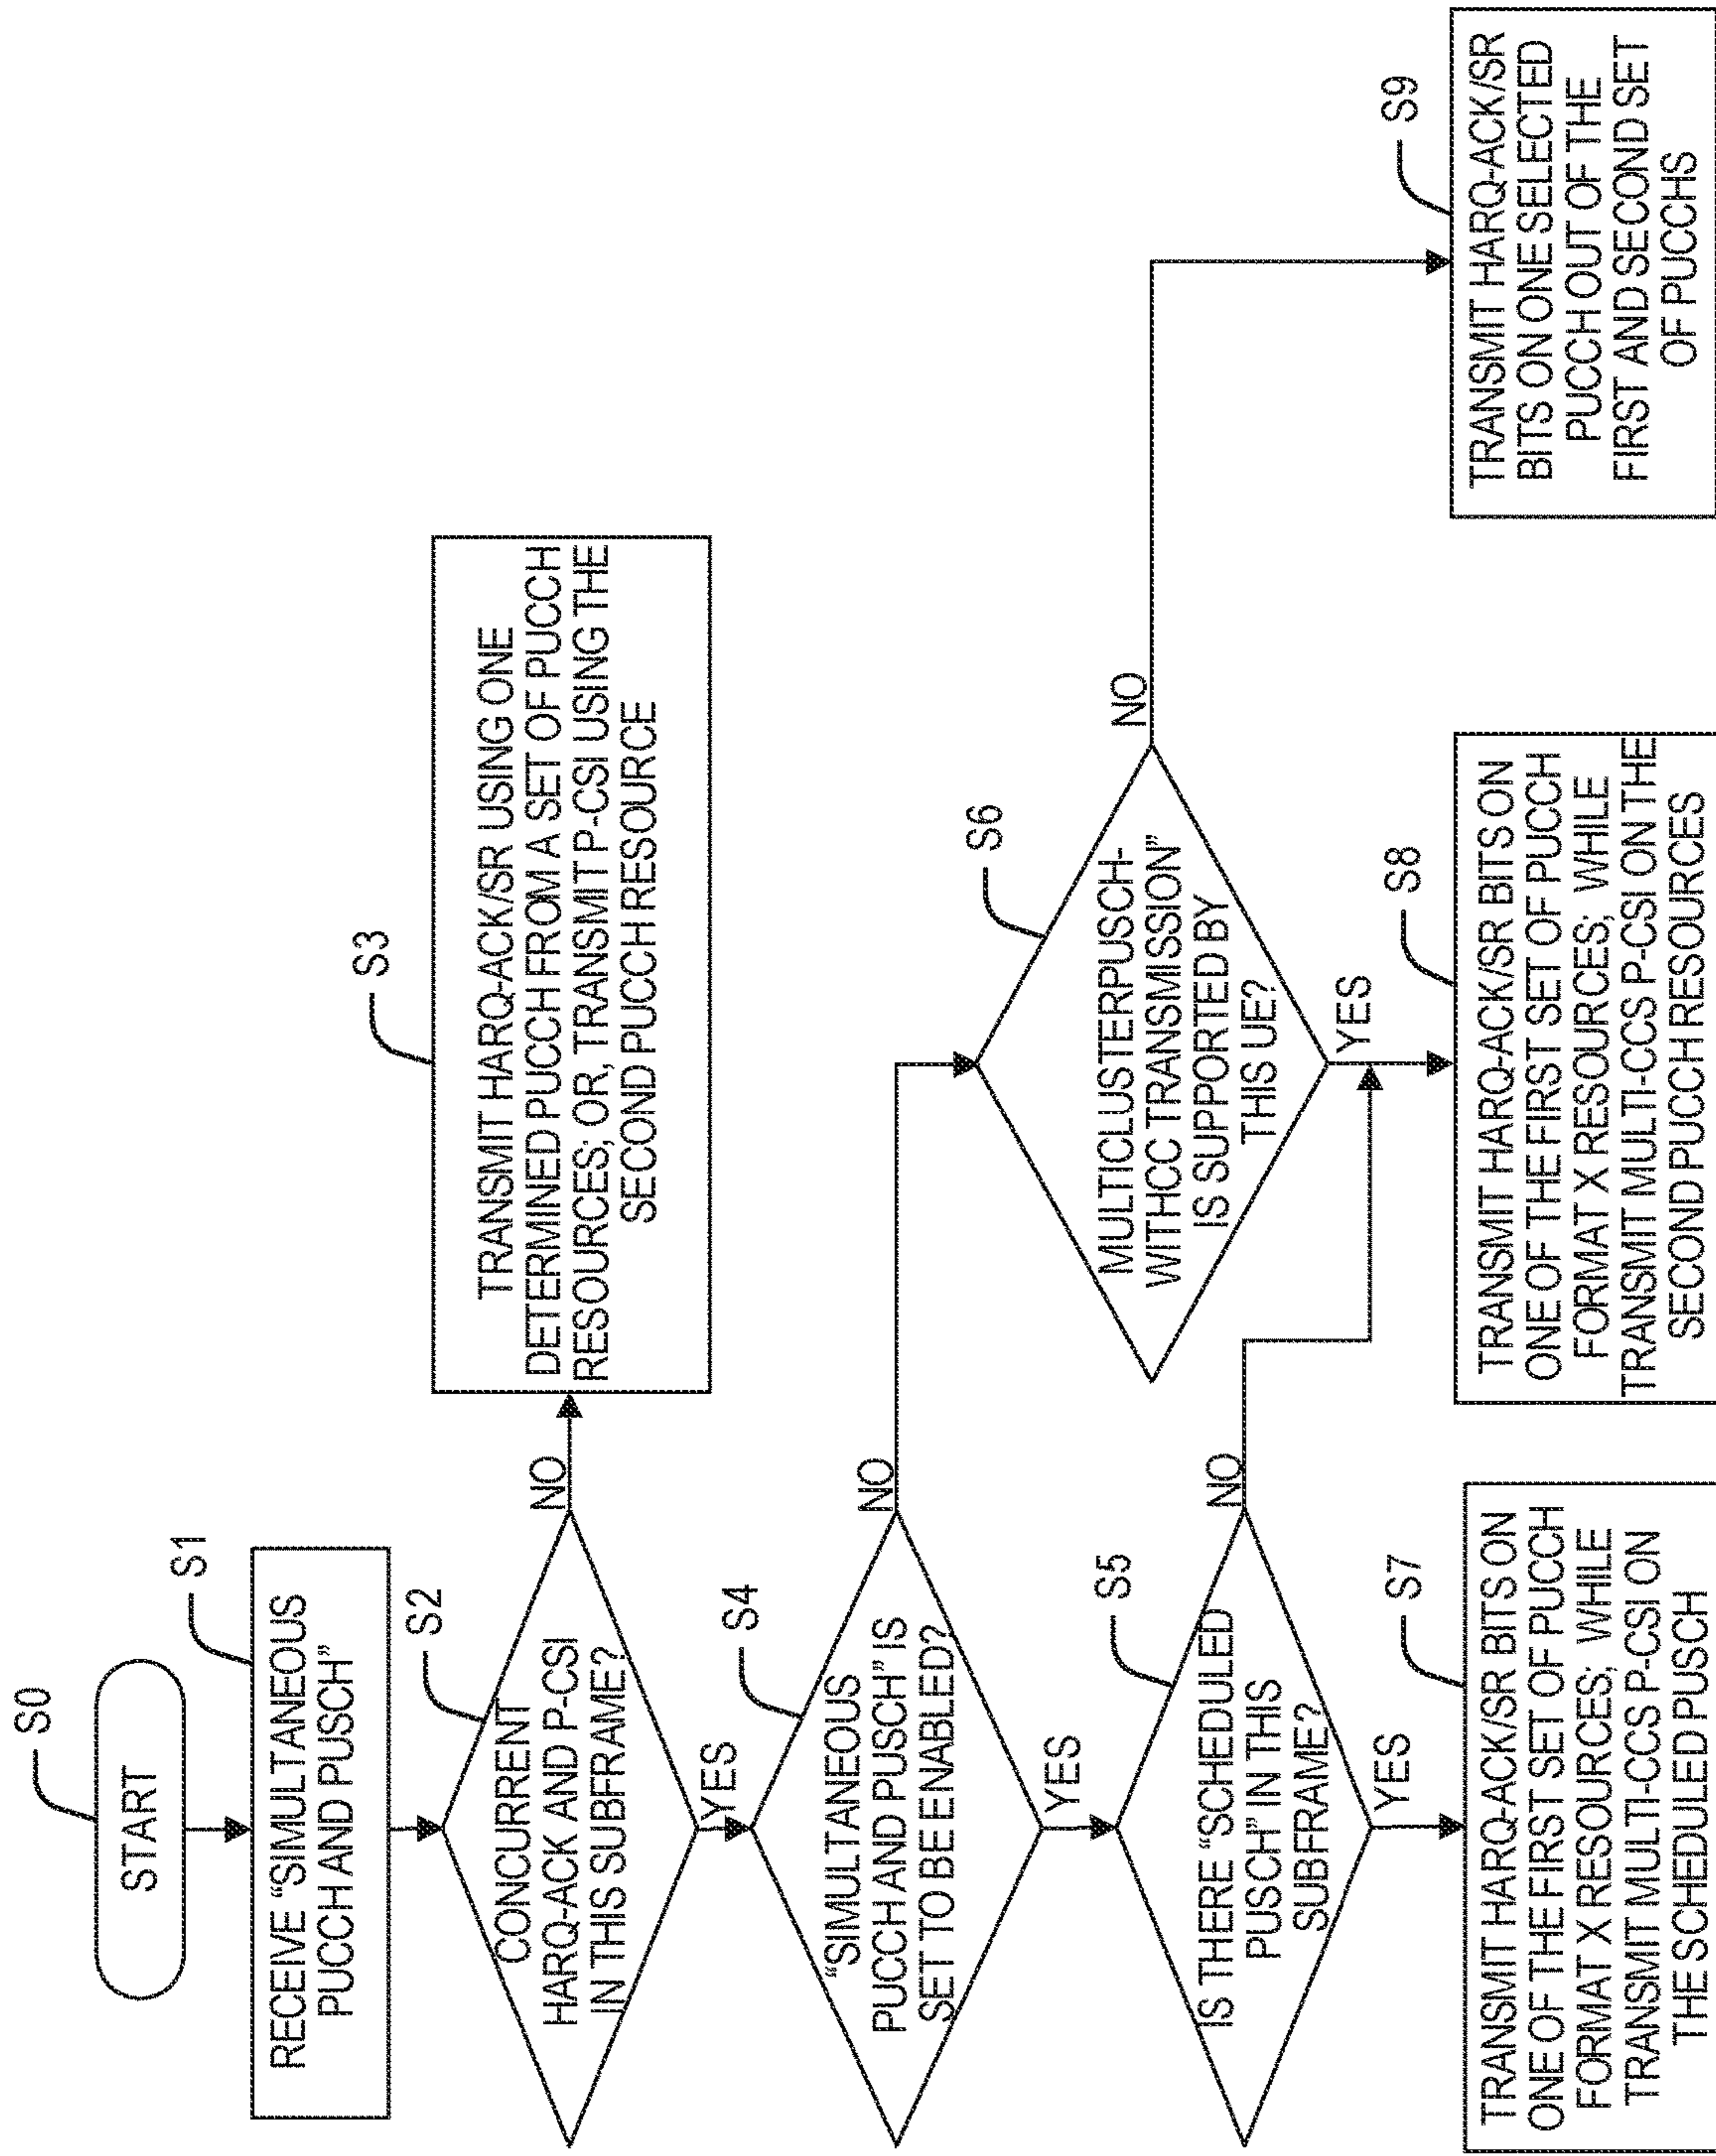 S0
START
S1
RECEIVE “SIMULTANEOUS
PUCCH AND PUSCH”
S2
CONCURRENT
HARQ-ACK AND P-CSI
IN THIS SUBFRAME?
NO
YES
S3
TRANSMIT HARQ-ACK/SR USING ONE
DETERMINED PUCCH FROM A SET OF PUCCH
RESOURCES; OR, TRANSMIT P-CSI USING THE
SECOND PUCCH RESOURCE
S4
“SIMULTANEOUS
PUCCH AND PUSCH” IS
SET TO BE ENABLED?
NO
YES
S5
IS THERE “SCHEDULED
PUSCH” IN THIS
SUBFRAME?
NO
YES
S6
MULTICLUSTERPUSCH-
WITHCC TRANSMISSION”
IS SUPPORTED BY
THIS UE?
NO
YES
S7
TRANSMIT HARQ-ACK/SR BITS ON
ONE OF THE FIRST SET OF PUCCH
FORMAT X RESOURCES; WHILE
TRANSMIT MULTI-CCS P-CSI ON
THE SCHEDULED PUSCH
S8
TRANSMIT HARQ-ACK/SR BITS ON
ONE OF THE FIRST SET OF PUCCH
FORMAT X RESOURCES; WHILE
TRANSMIT MULTI-CCS P-CSI ON THE
SECOND PUCCH RESOURCES
S9
TRANSMIT HARQ-ACK/SR
BITS ON ONE SELECTED
PUCCH OUT OF THE
FIRST AND SECOND SET
OF PUCCHS